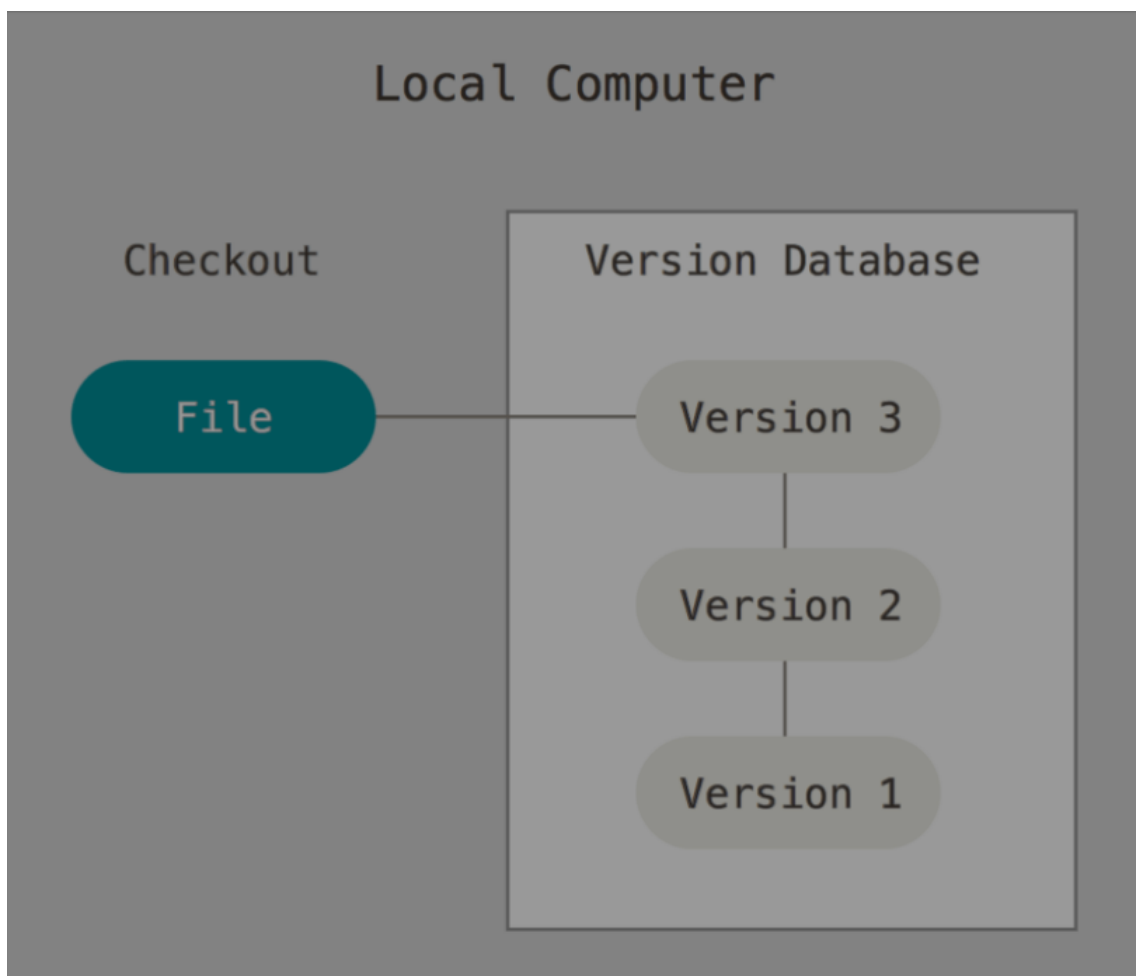 Local Computer
Checkout
Version Database
File
Version 3
Version 2
Version 1